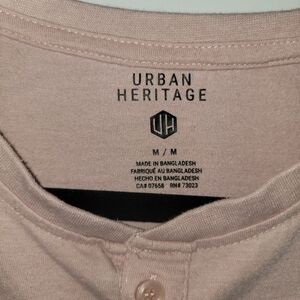 URBAN
HERITAGE
UH
M / M
MADE IN BANGLADESH
FABRIQUÉ AU BANGLADESH
HECHO EN BANGLADESH
CA# 07658 RN# 73023